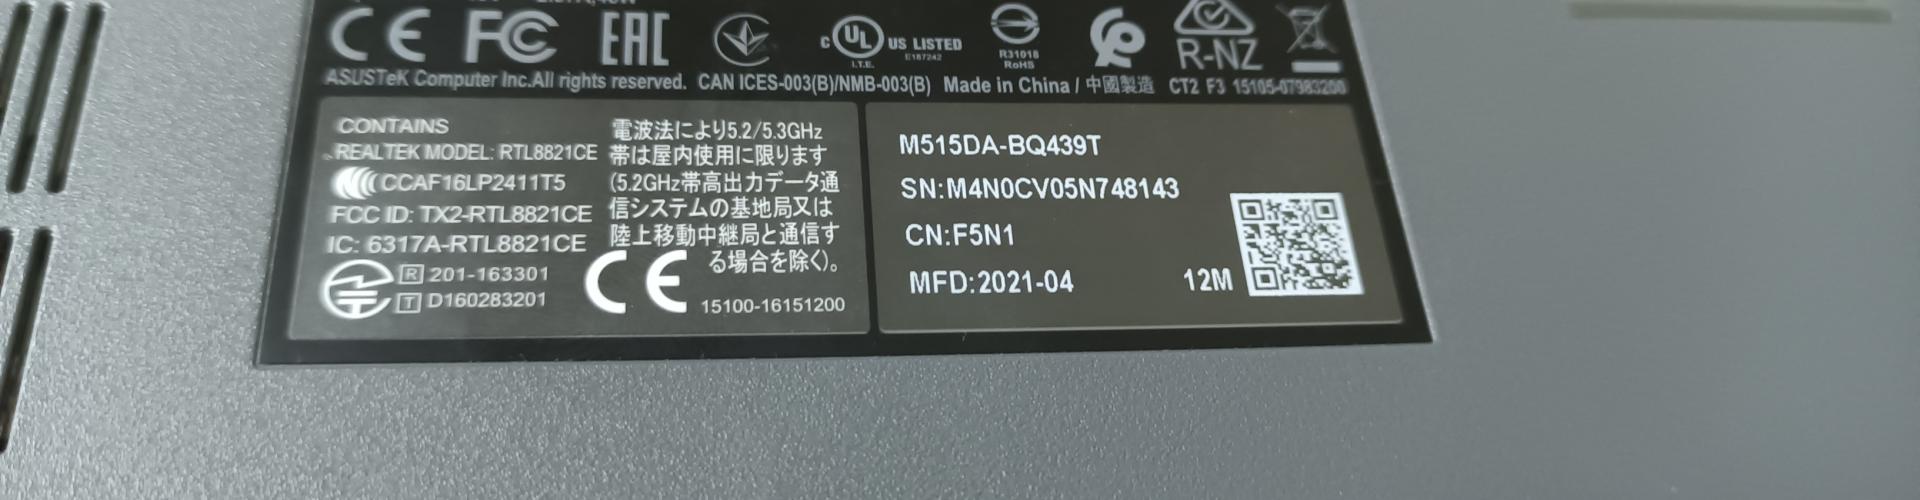 CE FC EAC C UL US LISTED I.T.E. E187242 R31018 RoHS R-NZ
ASUSTeK Computer Inc.All rights reserved. CAN ICES-003(B)/NMB-003(B) Made in China / 中國製造 CT2 F3 15105-07983200
CONTAINS
REALTEK MODEL: RTL8821CE
CCAF16LP2411T5
FCC ID: TX2-RTL8821CE
IC: 6317A-RTL8821CE
R 201-163301
T D160283201
電波法により5.2/5.3GHz
帯は屋内使用に限ります
(5.2GHz帯高出力データ通
信システムの基地局又は
陸上移動中継局と通信す
る場合を除く)。
CE 15100-16151200
M515DA-BQ439T
SN:M4N0CV05N748143
CN:F5N1
MFD:2021-04 12M